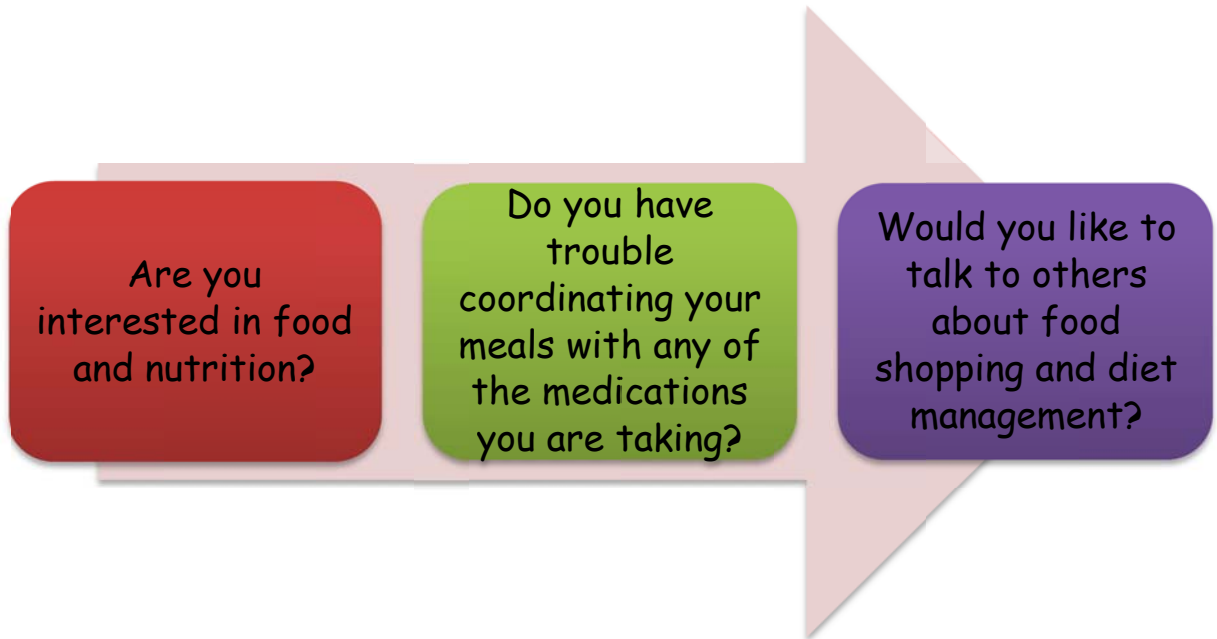 Are you
interested in food
and nutrition?
Do you have
trouble
coordinating your
meals with any of
the medications
you are taking?
Would you like to
talk to others
about food
shopping and diet
management?